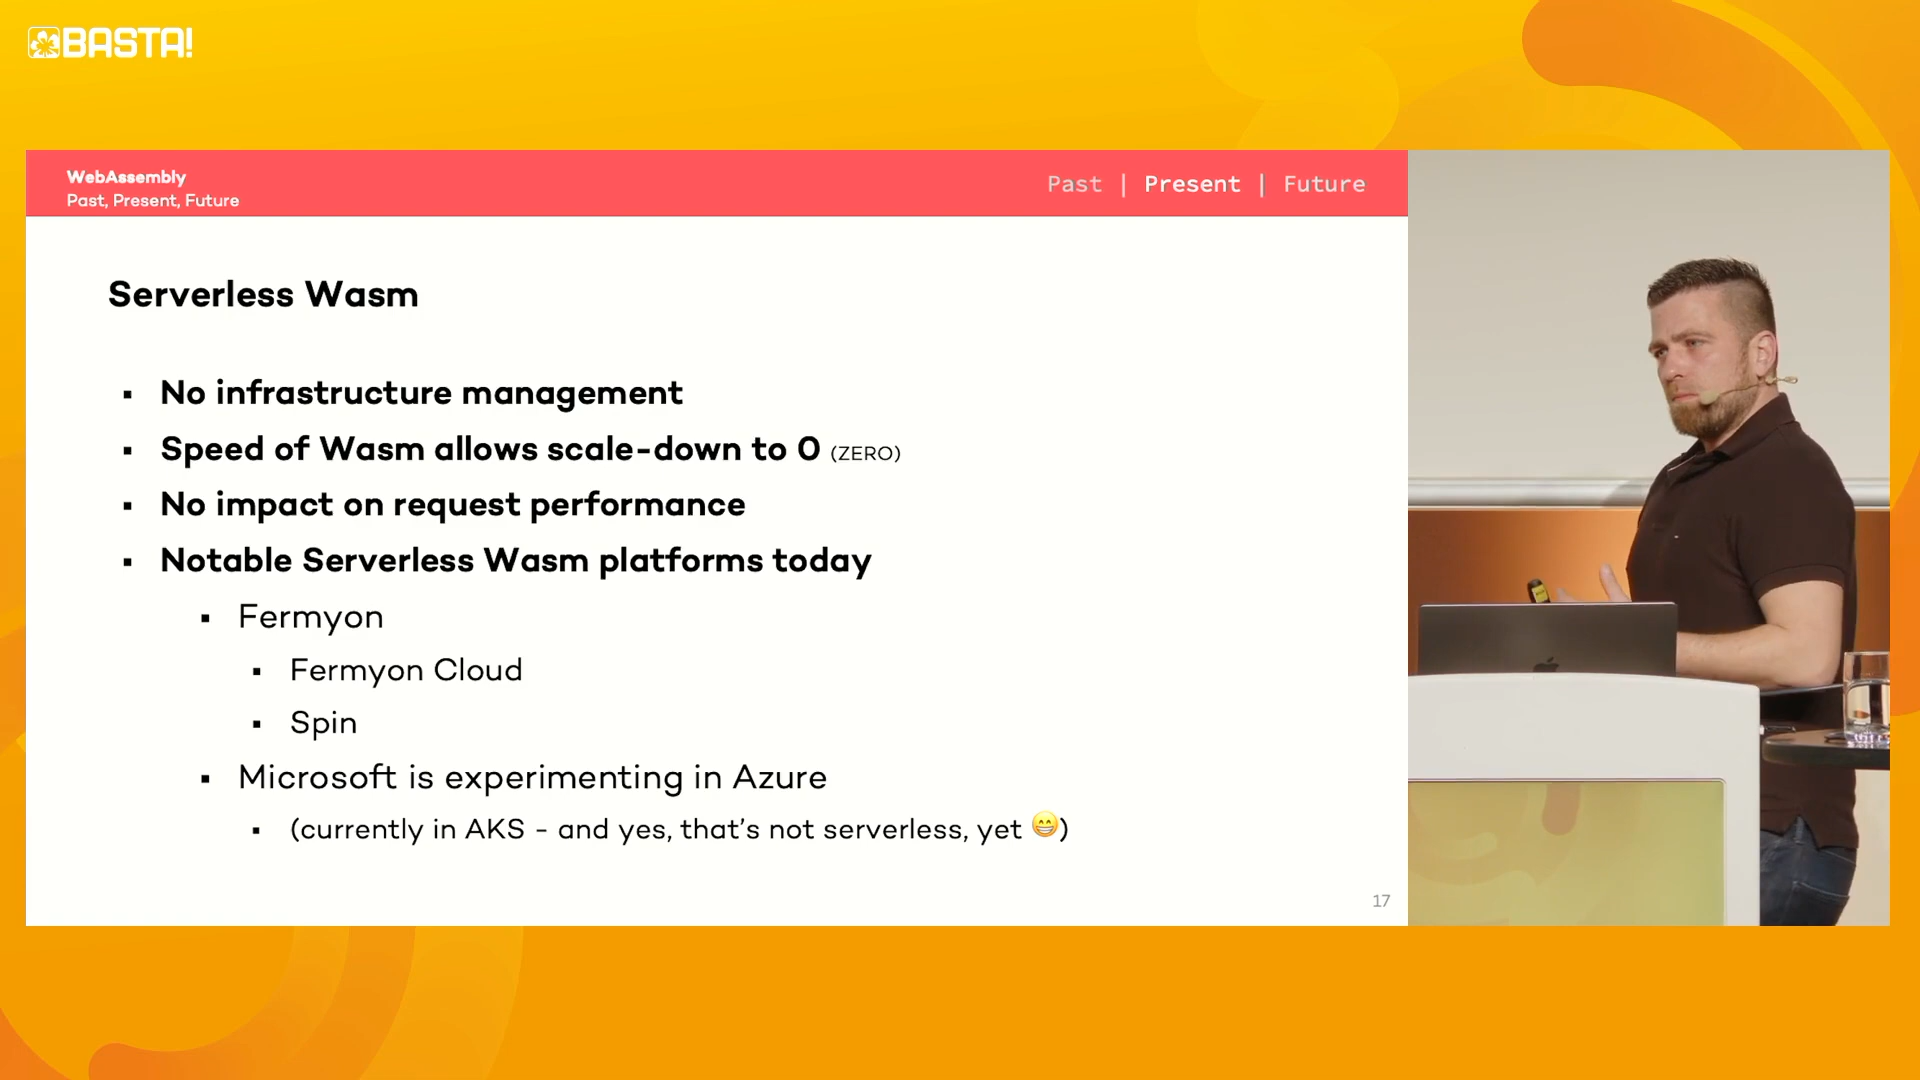 BASTA!
WebAssembly
Past, Present, Future
Past | Present | Future
Serverless Wasm
▪ No infrastructure management
▪ Speed of Wasm allows scale-down to 0 (ZERO)
▪ No impact on request performance
▪ Notable Serverless Wasm platforms today
▪ Fermyon
▪ Fermyon Cloud
▪ Spin
▪ Microsoft is experimenting in Azure
▪ (currently in AKS - and yes, that's not serverless, yet 😁)
17